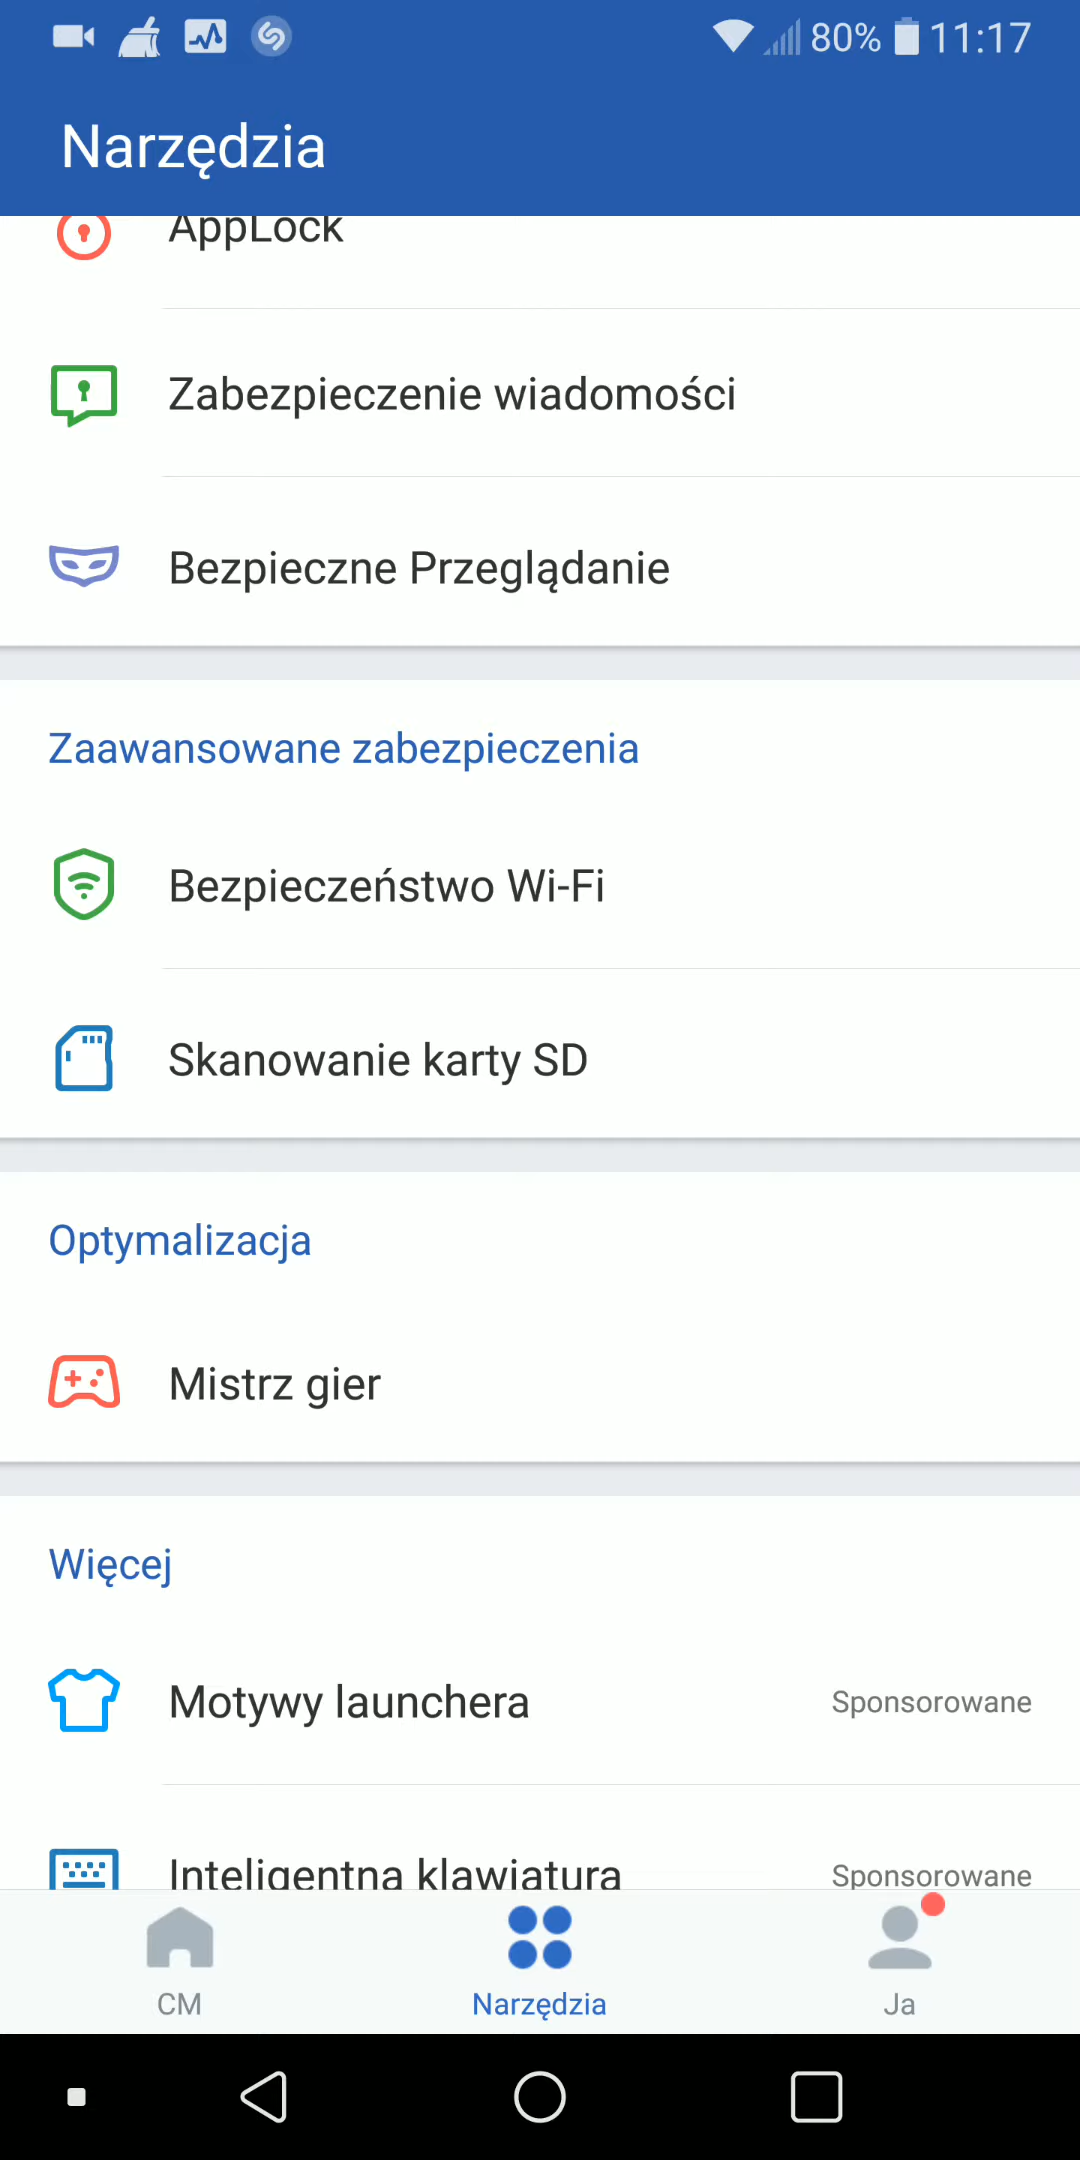 80% 11:17
Narzędzia
AppLock
Zabezpieczenie wiadomości
Bezpieczne Przeglądanie
Zaawansowane zabezpieczenia
Bezpieczeństwo Wi-Fi
Skanowanie karty SD
Optymalizacja
Mistrz gier
Więcej
Motywy launchera Sponsorowane
Inteligentna klawiatura Sponsorowane
CM Narzędzia Ja